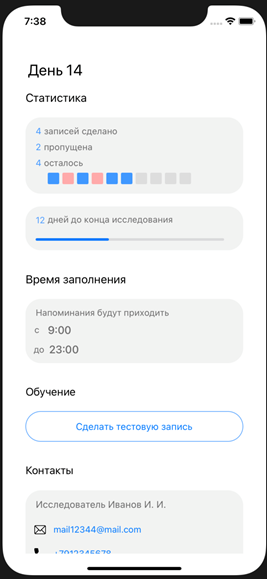 7:38
День 14
Статистика
4 записей сделано
2 пропущена
4 осталось
12 дней до конца исследования
Время заполнения
Напоминания будут приходить
с 9:00
до 23:00
Обучение
Сделать тестовую запись
Контакты
Исследователь Иванов И. И.
mail12344@mail.com
+7912345678